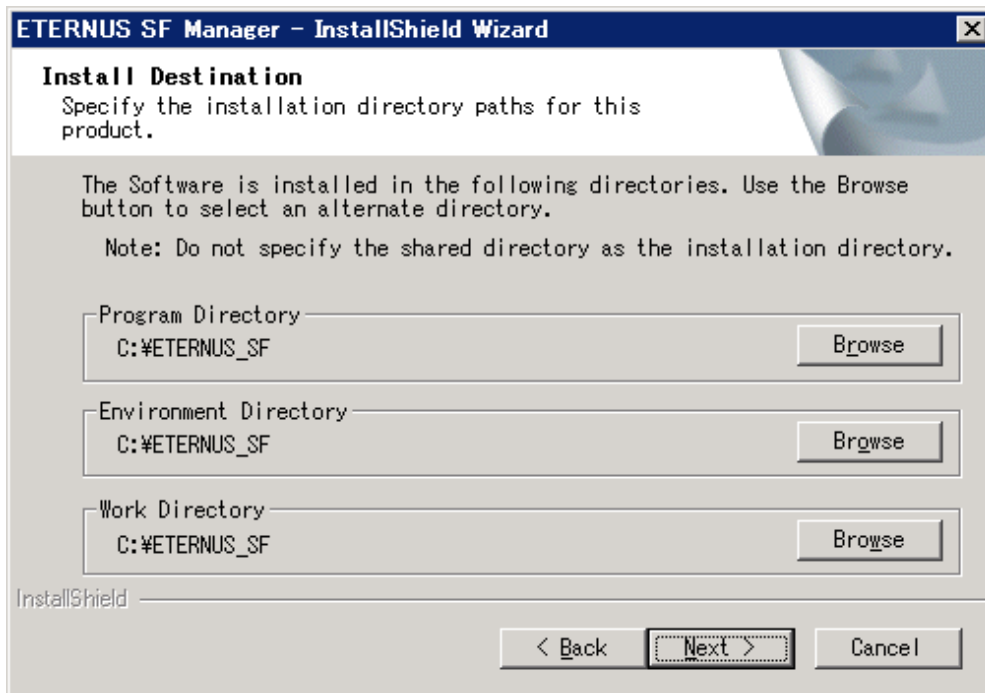 ETERNUS SF Manager - InstallShield Wizard
Install Destination
Specify the installation directory paths for this
product.
The Software is installed in the following directories. Use the Browse
button to select an alternate directory.
Note: Do not specify the shared directory as the installation directory.
Program Directory
C:¥ETERNUS_SF
Browse
Environment Directory
C:¥ETERNUS_SF
Browse
Work Directory
C:¥ETERNUS_SF
Browse
InstallShield
< Back
Next >
Cancel